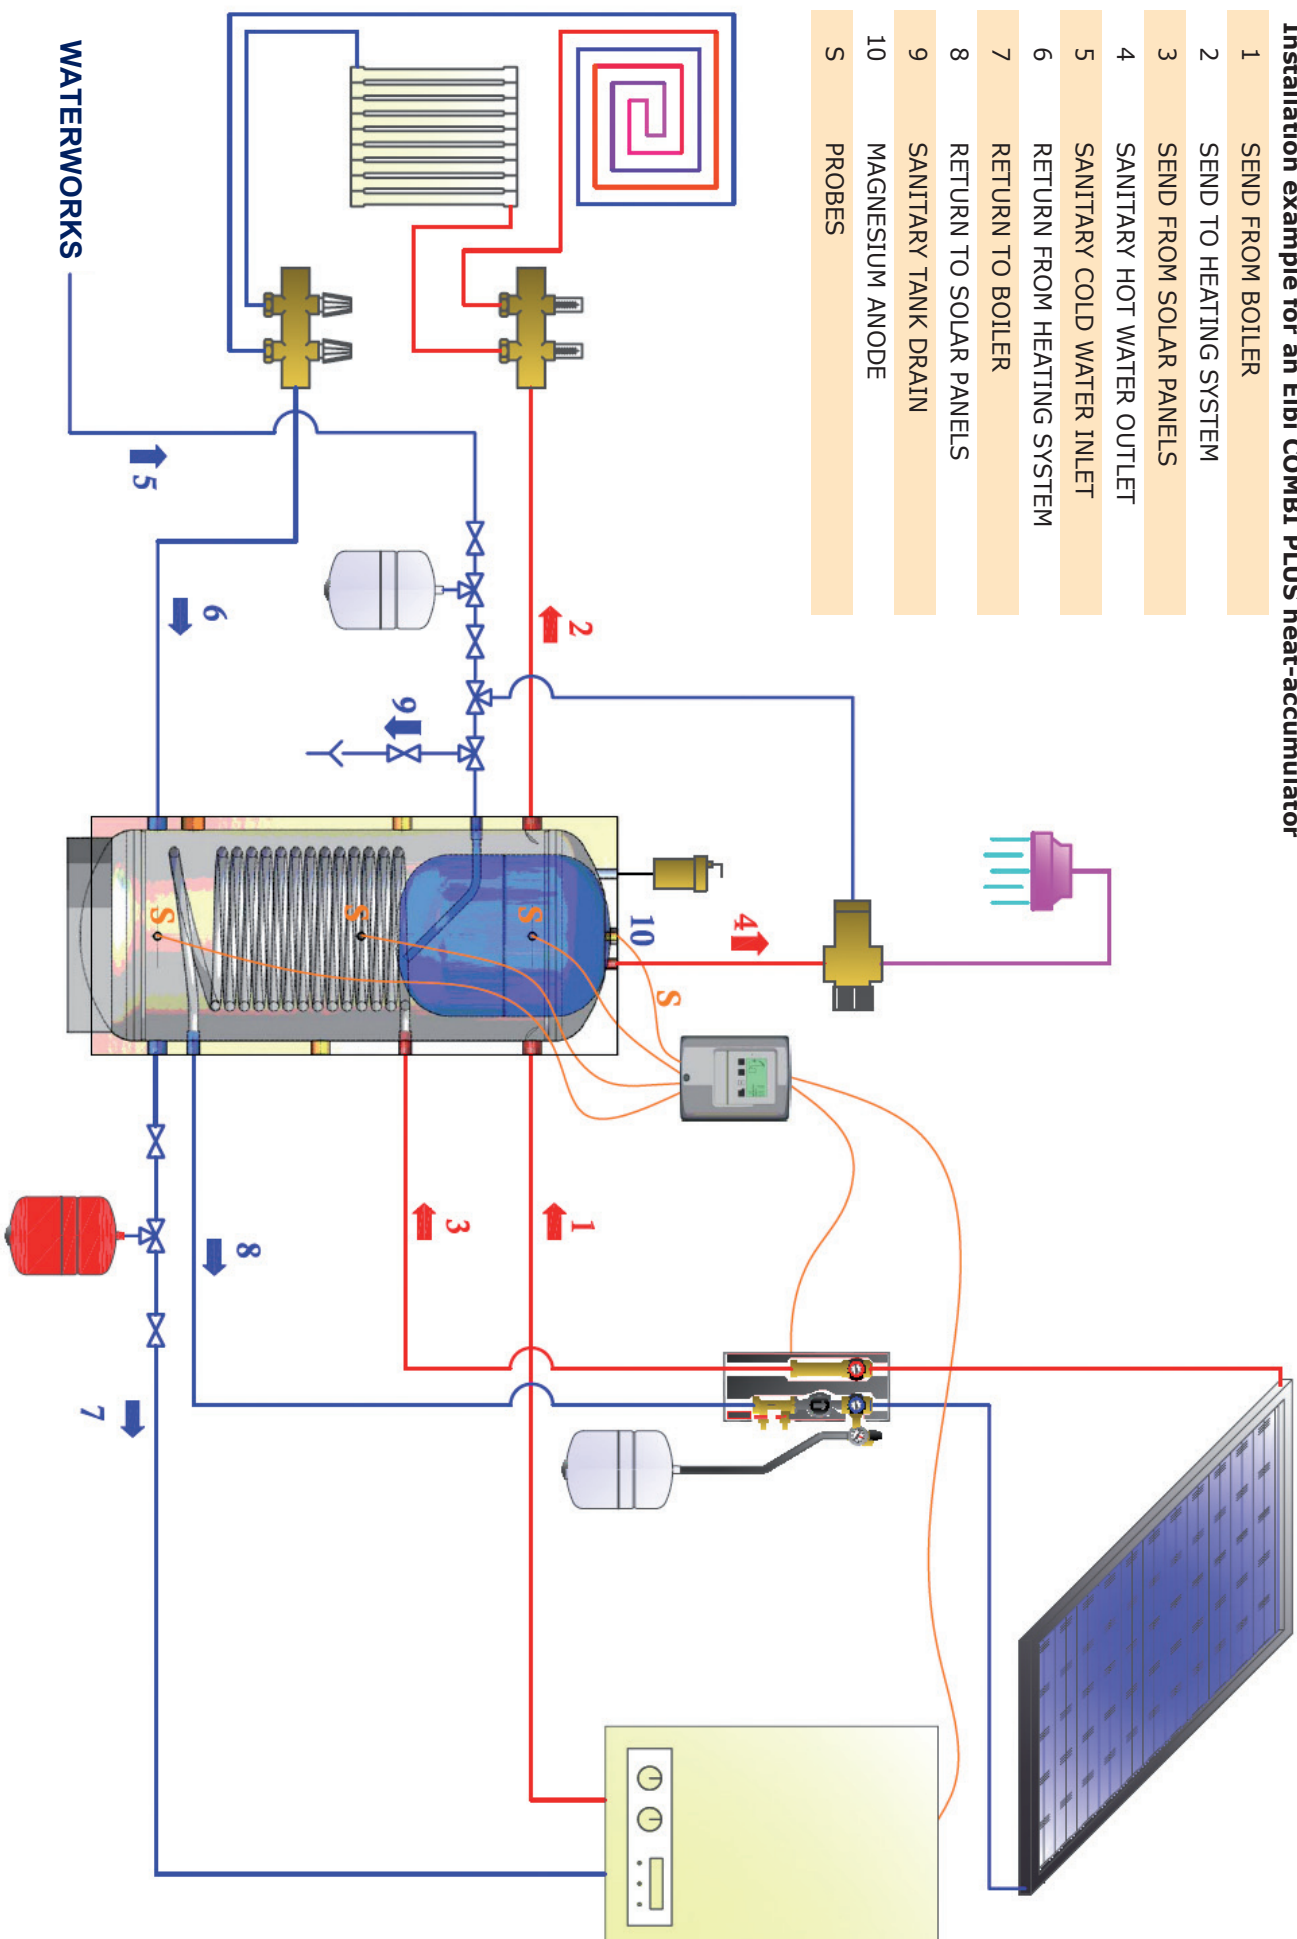 Installation example for an Elbi COMBI PLUS heat-accumulator
1 SEND FROM BOILER
2 SEND TO HEATING SYSTEM
3 SEND FROM SOLAR PANELS
4 SANITARY HOT WATER OUTLET
5 SANITARY COLD WATER INLET
6 RETURN FROM HEATING SYSTEM
7 RETURN TO BOILER
8 RETURN TO SOLAR PANELS
9 SANITARY TANK DRAIN
10 MAGNESIUM ANODE
S PROBES
4
10
S
2
1
S
9
3
S
6
8
S
5
7
WATERWORKS